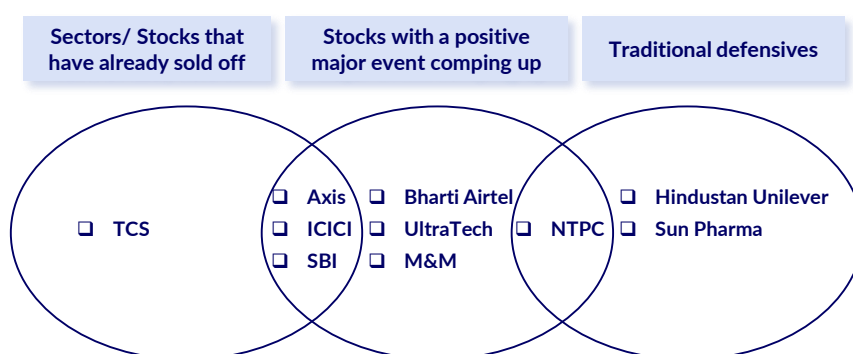 Sectors/ Stocks that
have already sold off
Stocks with a positive
major event comping up
Traditional defensives
❑ TCS
❑ Axis
❑ ICICI
❑ SBI
❑ Bharti Airtel
❑ UltraTech
❑ M&M
❑ NTPC
❑ Hindustan Unilever
❑ Sun Pharma